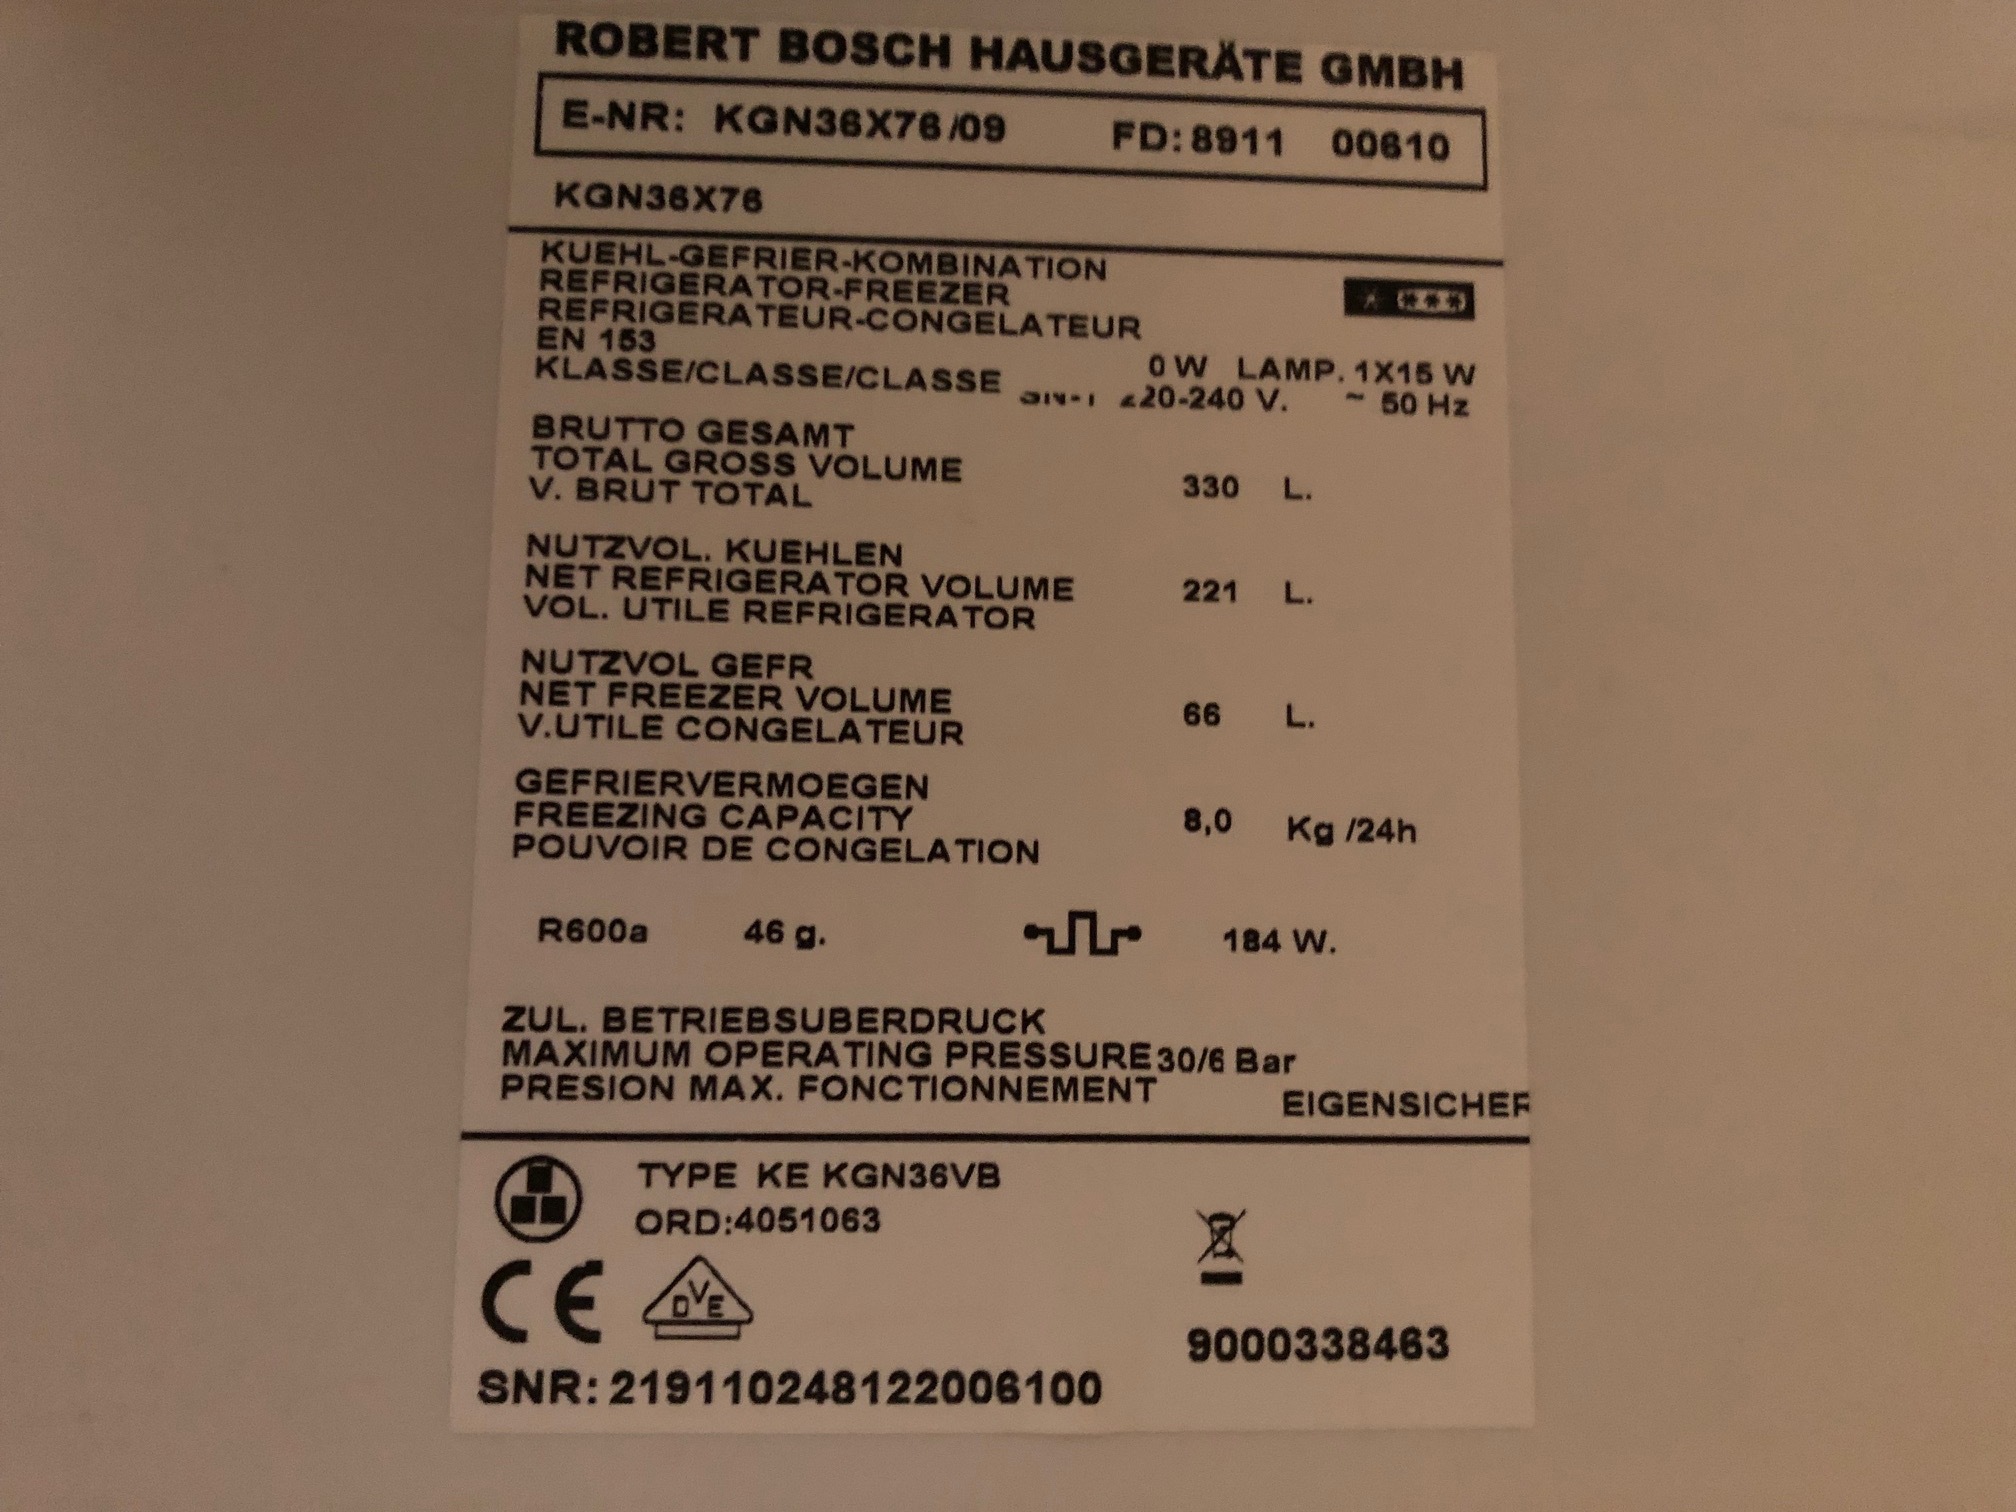 ROBERT BOSCH HAUSGERÄTE GMBH
E-NR: KGN36X76/09 FD: 8911 00610
KGN36X76
KUEHL-GEFRIER-KOMBINATION
REFRIGERATOR-FREEZER
REFRIGERATEUR-CONGELATEUR
EN 153
0 W LAMP. 1X15 W
KLASSE/CLASSE/CLASSE 220-240 V. ~ 50 Hz
BRUTTO GESAMT
TOTAL GROSS VOLUME
V. BRUT TOTAL 330 L.
NUTZVOL. KUEHLEN
NET REFRIGERATOR VOLUME 221 L.
VOL. UTILE REFRIGERATOR
NUTZVOL GEFR
NET FREEZER VOLUME 66 L.
V.UTILE CONGELATEUR
GEFRIERVERMOEGEN
FREEZING CAPACITY 8,0 Kg /24h
POUVOIR DE CONGELATION
R600a 46 g. 184 W.
ZUL. BETRIEBSUBERDRUCK
MAXIMUM OPERATING PRESSURE 30/6 Bar
PRESION MAX. FONCTIONNEMENT
EIGENSICHER
TYPE KE KGN36VB
ORD:4051063
CE DVE
9000338463
SNR: 219110248122006100